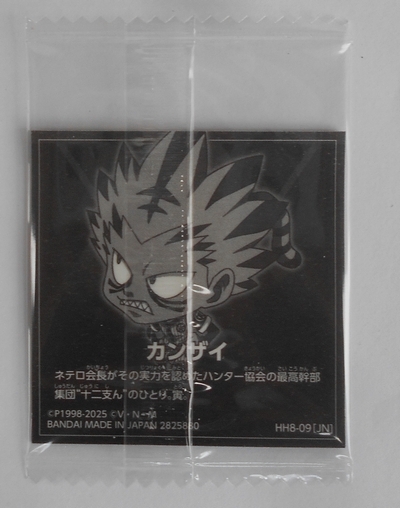 カンザイ
ネテロ会長がその実力を認めたハンター協会の最高幹部
集団“十二支ん”のひとり。寅。
©P1998-2025 ©V・N・M
BANDAI MADE IN JAPAN 2825860
HH8-09 [JN]